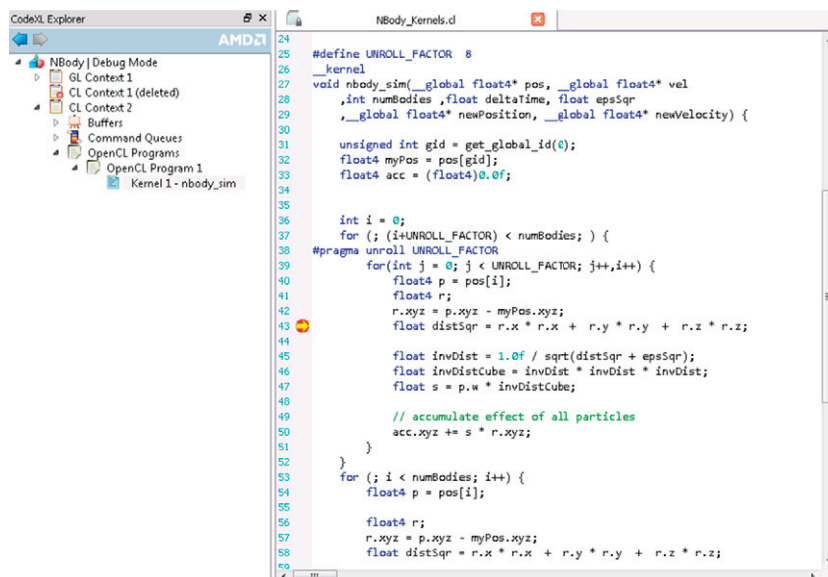 CodeXL Explorer
AMD
NBody | Debug Mode
GL Context 1
CL Context 1 (deleted)
CL Context 2
Buffers
Command Queues
OpenCL Programs
OpenCL Program 1
Kernel 1 - nbody_sim
NBody_Kernels.cl
24
25 #define UNROLL_FACTOR 8
26 __kernel
27 void nbody_sim(__global float4* pos, __global float4* vel
28 ,int numBodies ,float deltaTime, float epsSqr
29 ,__global float4* newPosition, __global float4* newVelocity) {
30
31 unsigned int gid = get_global_id(0);
32 float4 myPos = pos[gid];
33 float4 acc = (float4)0.0f;
34
35
36 int i = 0;
37 for (; (i+UNROLL_FACTOR) < numBodies; ) {
38 #pragma unroll UNROLL_FACTOR
39 for(int j = 0; j < UNROLL_FACTOR; j++,i++) {
40 float4 p = pos[i];
41 float4 r;
42 r.xyz = p.xyz - myPos.xyz;
43 float distSqr = r.x * r.x + r.y * r.y + r.z * r.z;
44
45 float invDist = 1.0f / sqrt(distSqr + epsSqr);
46 float invDistCube = invDist * invDist * invDist;
47 float s = p.w * invDistCube;
48
49 // accumulate effect of all particles
50 acc.xyz += s * r.xyz;
51 }
52 }
53 for (; i < numBodies; i++) {
54 float4 p = pos[i];
55
56 float4 r;
57 r.xyz = p.xyz - myPos.xyz;
58 float distSqr = r.x * r.x + r.y * r.y + r.z * r.z;
59